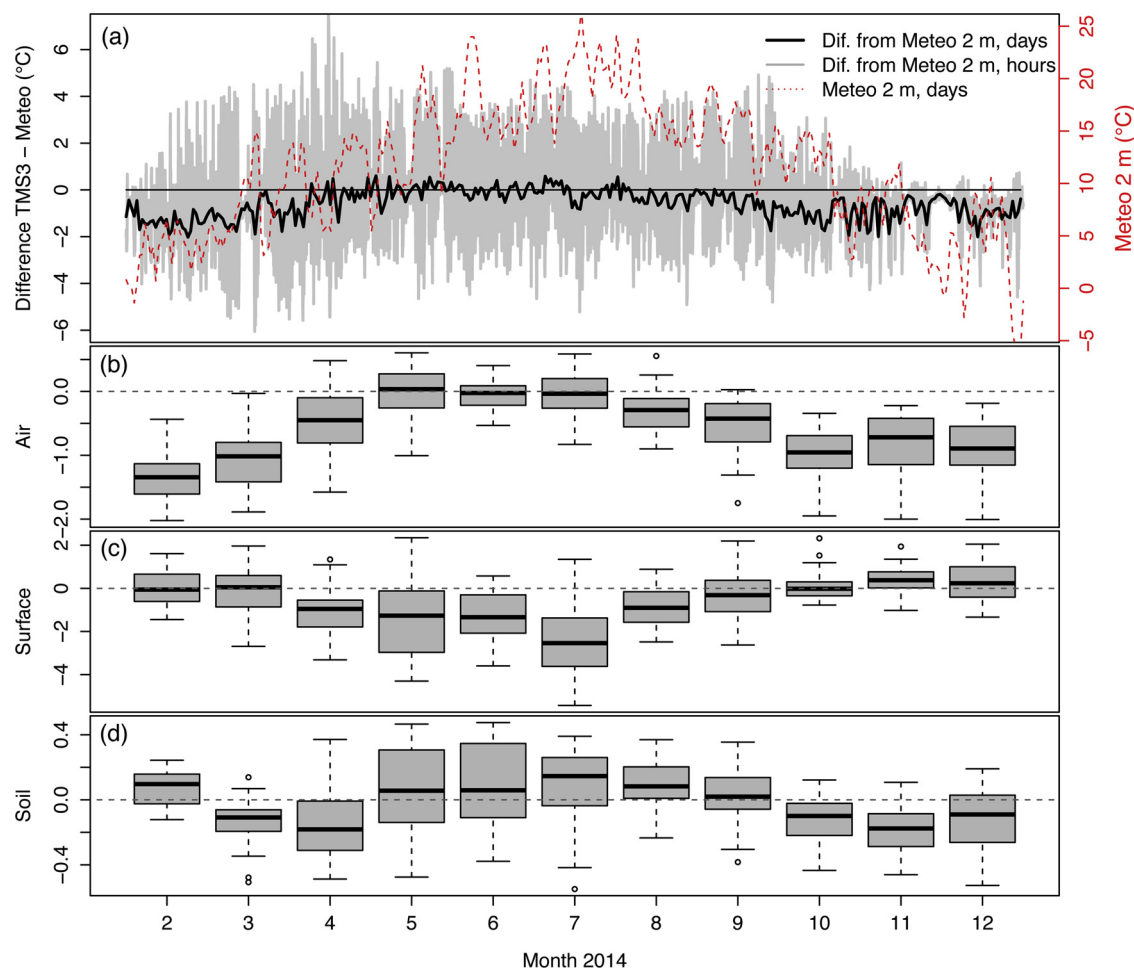 (a)
Dif. from Meteo 2 m, days
Dif. from Meteo 2 m, hours
Meteo 2 m, days
Difference TMS3 – Meteo (°C)
6
4
2
0
−2
−4
−6
Meteo 2 m (°C)
25
20
15
10
5
0
−5
(b)
Air
0.0
−1.0
−2.0
(c)
Surface
2
0
−2
−4
(d)
Soil
0.4
0.0
−0.4
2 3 4 5 6 7 8 9 10 11 12
Month 2014